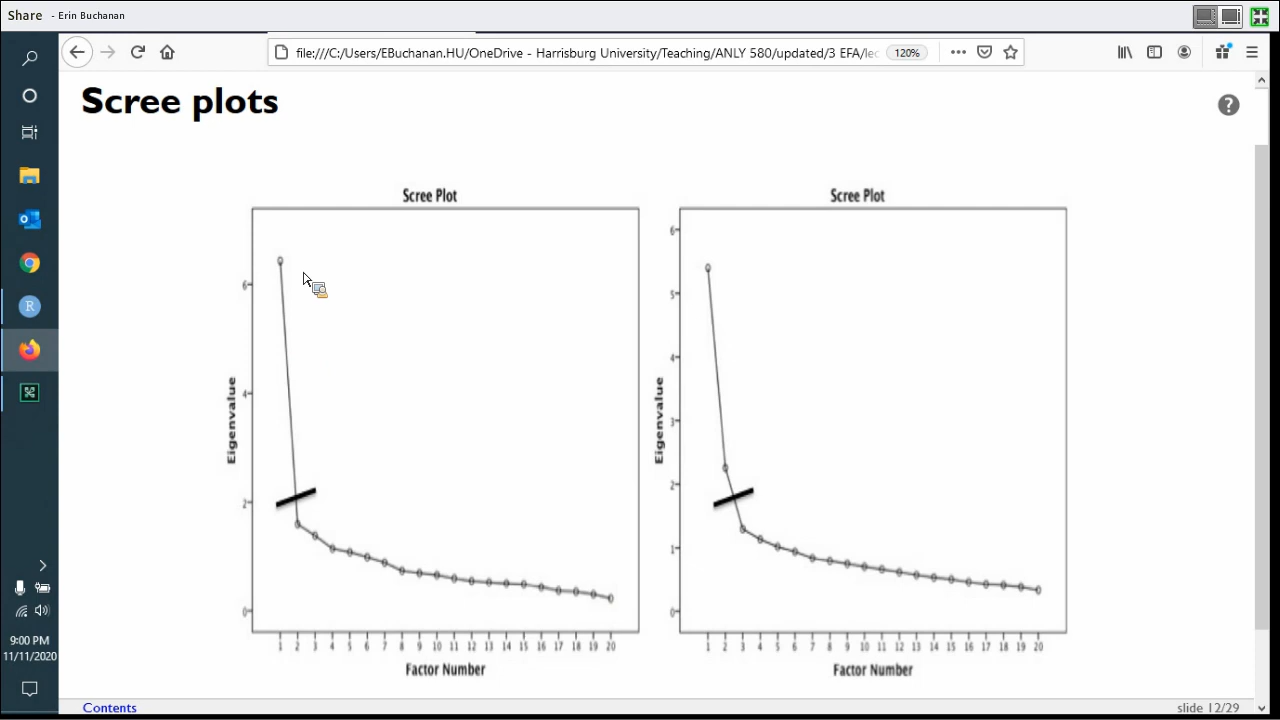 Share - Erin Buchanan
file:///C:/Users/EBuchanan.HU/OneDrive - Harrisburg University/Teaching/ANLY 580/updated/3 EFA/lec
120%
Scree plots
?
Scree Plot
6
4
2
0
Eigenvalue
1 2 3 4 5 6 7 8 9 10 11 12 13 14 15 16 17 18 19 20
Factor Number
Scree Plot
6
5
4
3
2
1
0
Eigenvalue
1 2 3 4 5 6 7 8 9 10 11 12 13 14 15 16 17 18 19 20
Factor Number
R
9:00 PM
11/11/2020
Contents
slide 12/29